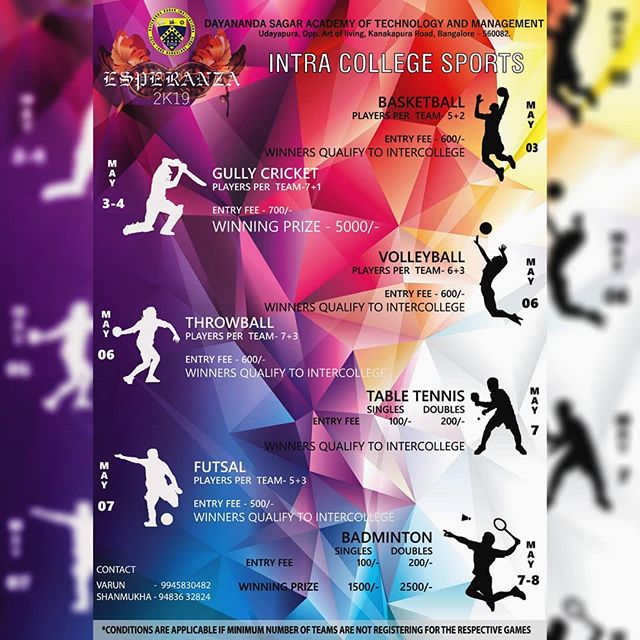 DAYANANDA SAGAR ACADEMY OF TECHNOLOGY AND MANAGEMENT
Udayapura, Opp. Art of living, Kanakapura Road, Bangalore - 560082.
ESPERANZA
2K19
INTRA COLLEGE SPORTS
BASKETBALL
PLAYERS PER TEAM- 5+2
ENTRY FEE - 600/-
WINNERS QUALIFY TO INTERCOLLEGE
MAY
03
MAY
3-4
GULLY CRICKET
PLAYERS PER TEAM-7+1
ENTRY FEE - 700/-
WINNING PRIZE - 5000/-
VOLLEYBALL
PLAYERS PER TEAM- 6+3
ENTRY FEE - 600/-
WINNERS QUALIFY TO INTERCOLLEGE
MAY
06
MAY
06
THROWBALL
PLAYERS PER TEAM- 7+3
ENTRY FEE - 600/-
WINNERS QUALIFY TO INTERCOLLEGE
TABLE TENNIS
SINGLES DOUBLES
ENTRY FEE 100/- 200/-
WINNERS QUALIFY TO INTERCOLLEGE
MAY
7
MAY
07
FUTSAL
PLAYERS PER TEAM- 5+3
ENTRY FEE - 500/-
WINNERS QUALIFY TO INTERCOLLEGE
BADMINTON
SINGLES DOUBLES
ENTRY FEE 100/- 200/-
WINNING PRIZE 1500/- 2500/-
MAY
7-8
CONTACT
VARUN - 9945830482
SHANMUKHA - 94836 32824
*CONDITIONS ARE APPLICABLE IF MINIMUM NUMBER OF TEAMS ARE NOT REGISTERING FOR THE RESPECTIVE GAMES